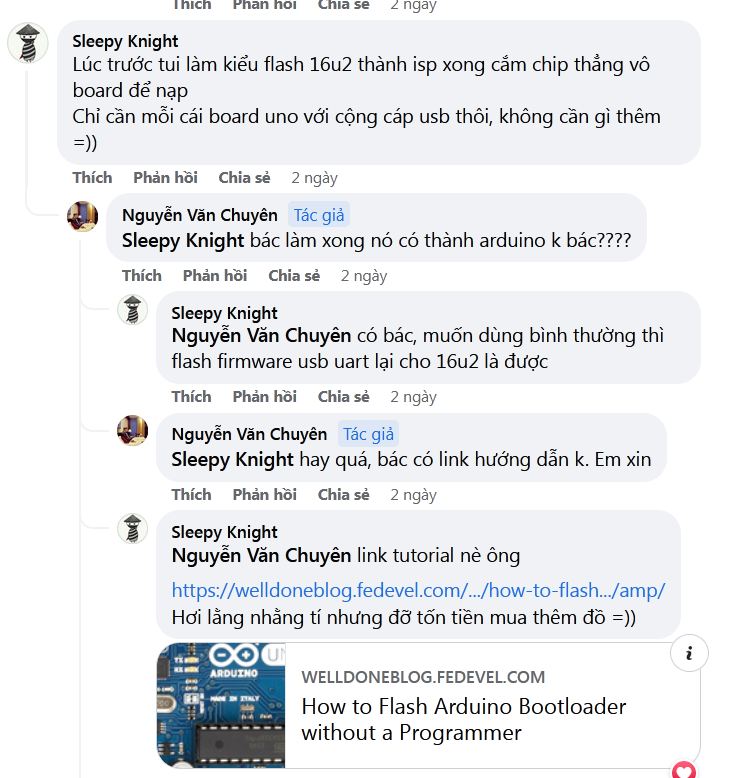 Thích Phản hồi Chia sẻ 2 ngày
Sleepy Knight
Lúc trước tui làm kiểu flash 16u2 thành isp xong cắm chip thẳng vô
board để nạp
Chỉ cần mỗi cái board uno với cộng cáp usb thôi, không cần gì thêm
=))
Thích Phản hồi Chia sẻ 2 ngày
Nguyễn Văn Chuyên Tác giả
Sleepy Knight bác làm xong nó có thành arduino k bác????
Thích Phản hồi Chia sẻ 2 ngày
Sleepy Knight
Nguyễn Văn Chuyên có bác, muốn dùng bình thường thì
flash firmware usb uart lại cho 16u2 là được
Thích Phản hồi Chia sẻ 2 ngày
Nguyễn Văn Chuyên Tác giả
Sleepy Knight hay quá, bác có link hướng dẫn k. Em xin
Thích Phản hồi Chia sẻ 2 ngày
Sleepy Knight
Nguyễn Văn Chuyên link tutorial nè ông
https://welldoneblog.fedevel.com/.../how-to-flash.../amp/
Hơi lằng nhằng tí nhưng đỡ tốn tiền mua thêm đồ =))
TX
RX
UN
ARDUINO
MADE IN ITALY
WELLDONEBLOG.FEDEVEL.COM
How to Flash Arduino Bootloader
without a Programmer